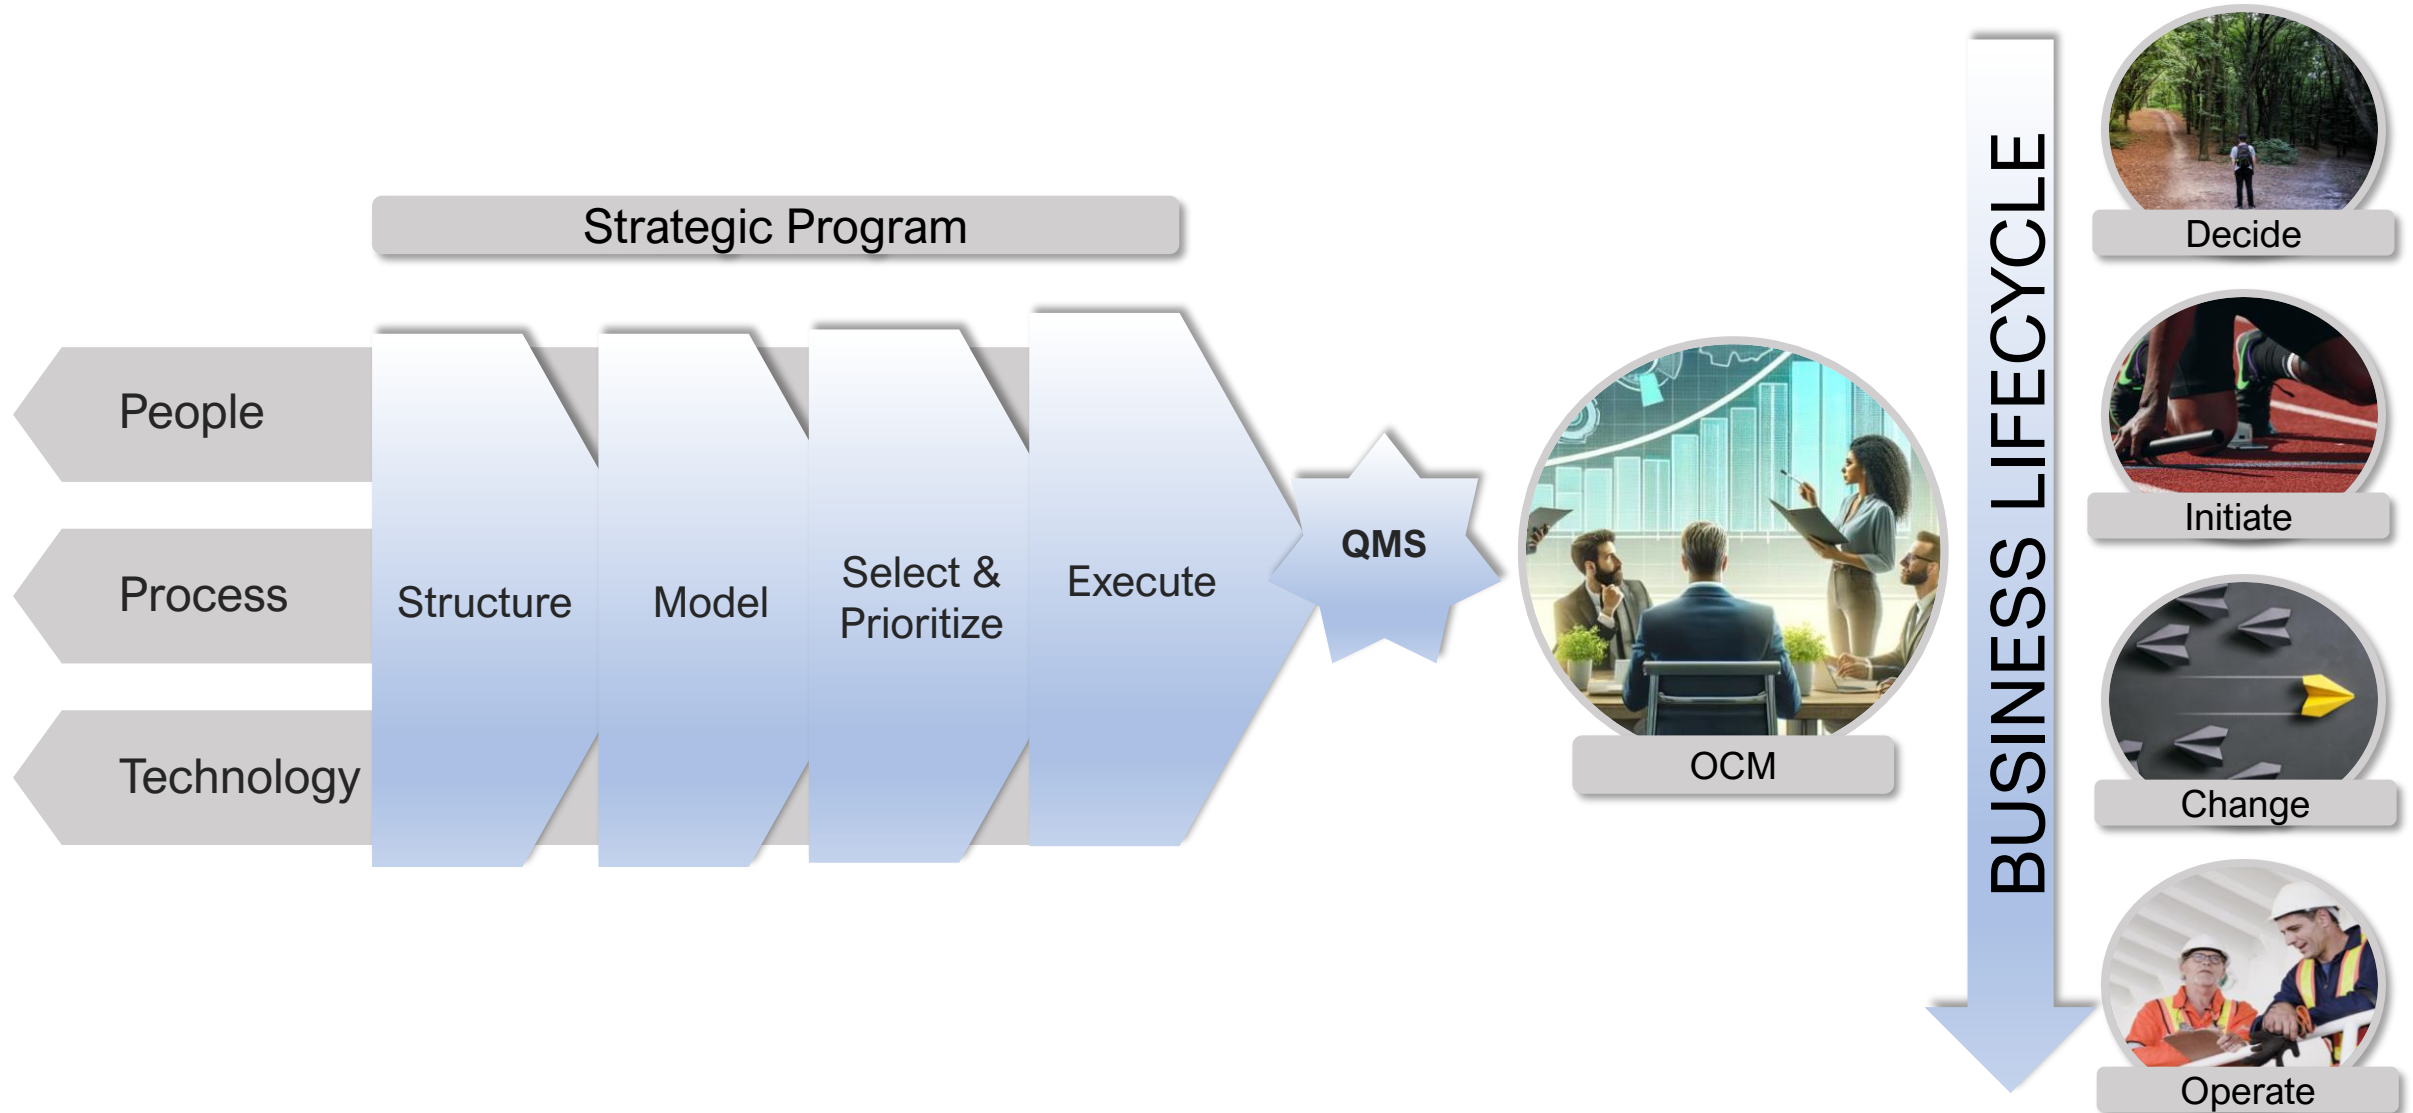 Strategic Program
People
Process
Technology
Structure
Model
Select &
Prioritize
Execute
QMS
OCM
BUSINESS LIFECYCLE
Decide
Initiate
Change
Operate